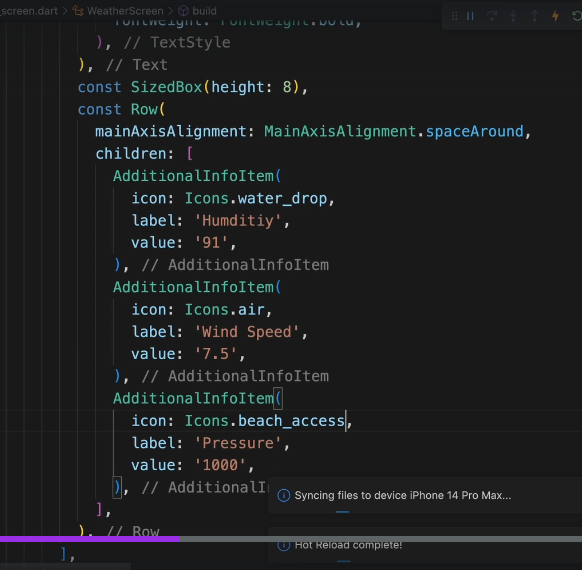 _screen.dart > WeatherScreen > build
fontWeight: FontWeight.bold,
), // TextStyle
), // Text
const SizedBox(height: 8),
const Row(
mainAxisAlignment: MainAxisAlignment.spaceAround,
children: [
AdditionalInfoItem(
icon: Icons.water_drop,
label: 'Humditiy',
value: '91',
), // AdditionalInfoItem
AdditionalInfoItem(
icon: Icons.air,
label: 'Wind Speed',
value: '7.5',
), // AdditionalInfoItem
AdditionalInfoItem(
icon: Icons.beach_access,
label: 'Pressure',
value: '1000',
), // AdditionalI
Syncing files to device iPhone 14 Pro Max...
],
), // Row
Hot Reload complete!
],